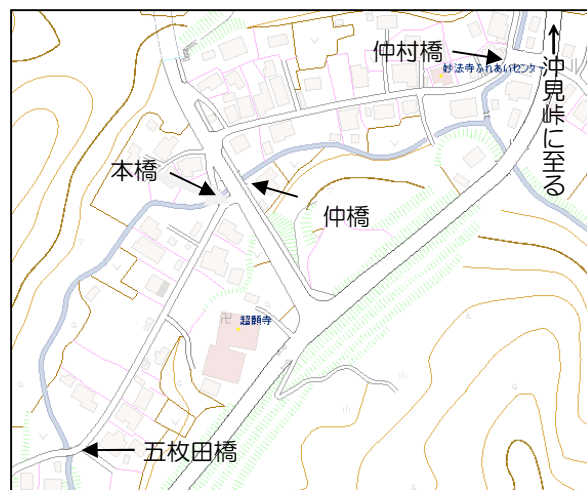 仲村橋
妙法寺ふれあいセンター
↑沖見峠に至る
本橋
仲橋
卍 超願寺
五枚田橋